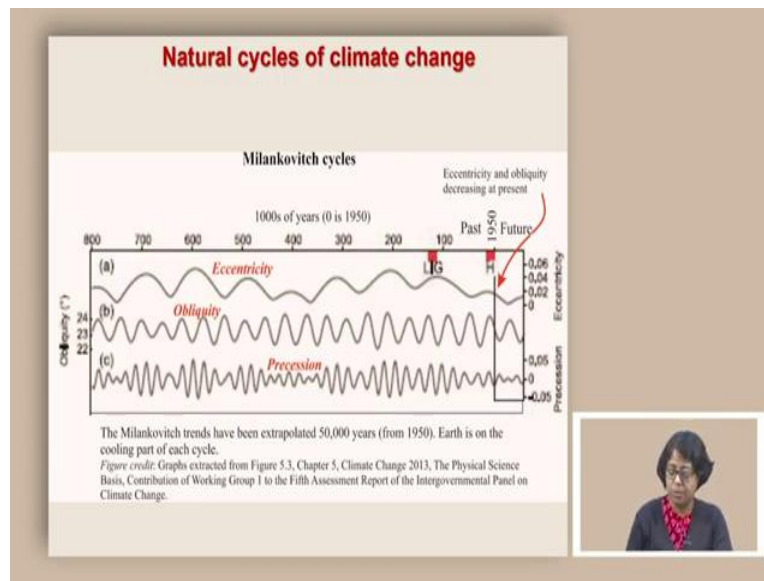 Natural cycles of climate change
Milankovitch cycles
Eccentricity and obliquity
decreasing at present
1000s of years (0 is 1950)
Past 1950 Future
800 700 600 500 400 300 200 100
(a) Eccentricity LIG H
0.06
0.04
0.02
0
Eccentricity
(b) Obliquity
24
23
22
Obliquity (°)
(c) Precession
0.05
0
-0.05
Precession
The Milankovitch trends have been extrapolated 50,000 years (from 1950). Earth is on the
cooling part of each cycle.
Figure credit: Graphs extracted from Figure 5.3, Chapter 5, Climate Change 2013, The Physical Science
Basis, Contribution of Working Group 1 to the Fifth Assessment Report of the Intergovernmental Panel on
Climate Change.